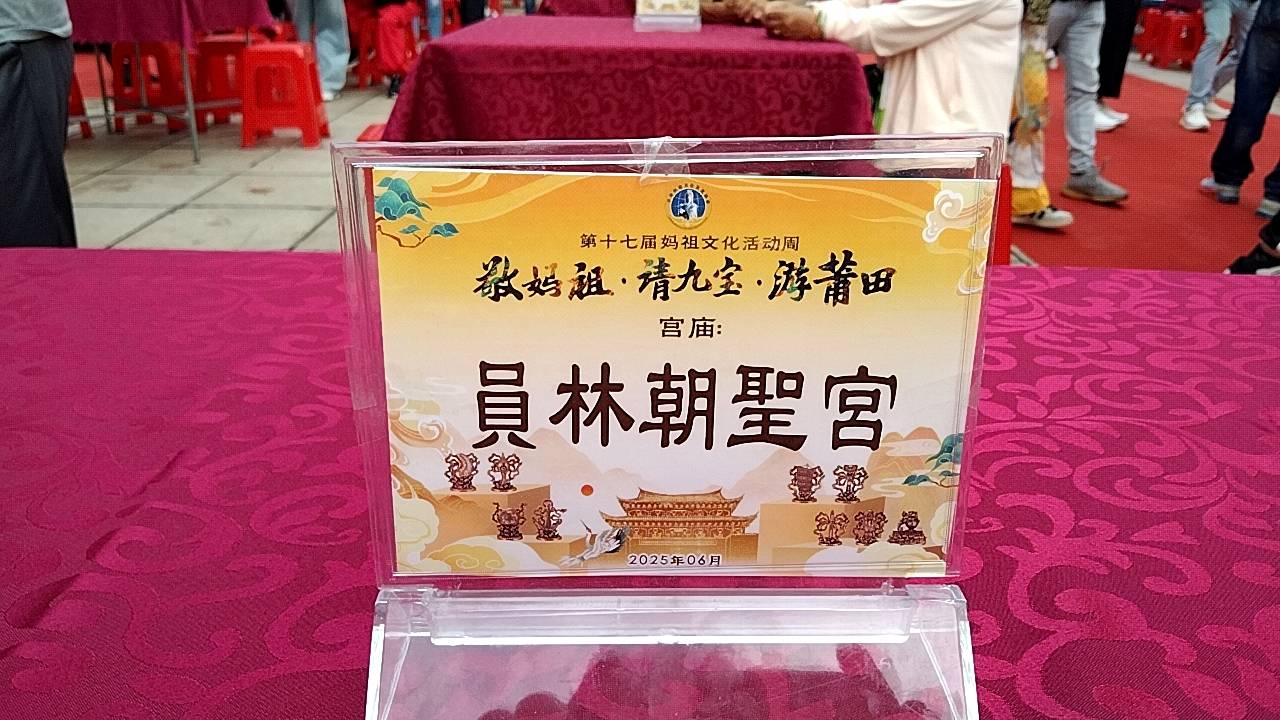 第十七届妈祖文化活动周
敬妈祖·请九宝·游莆田
宫庙:
員林朝聖宮
2025年06月